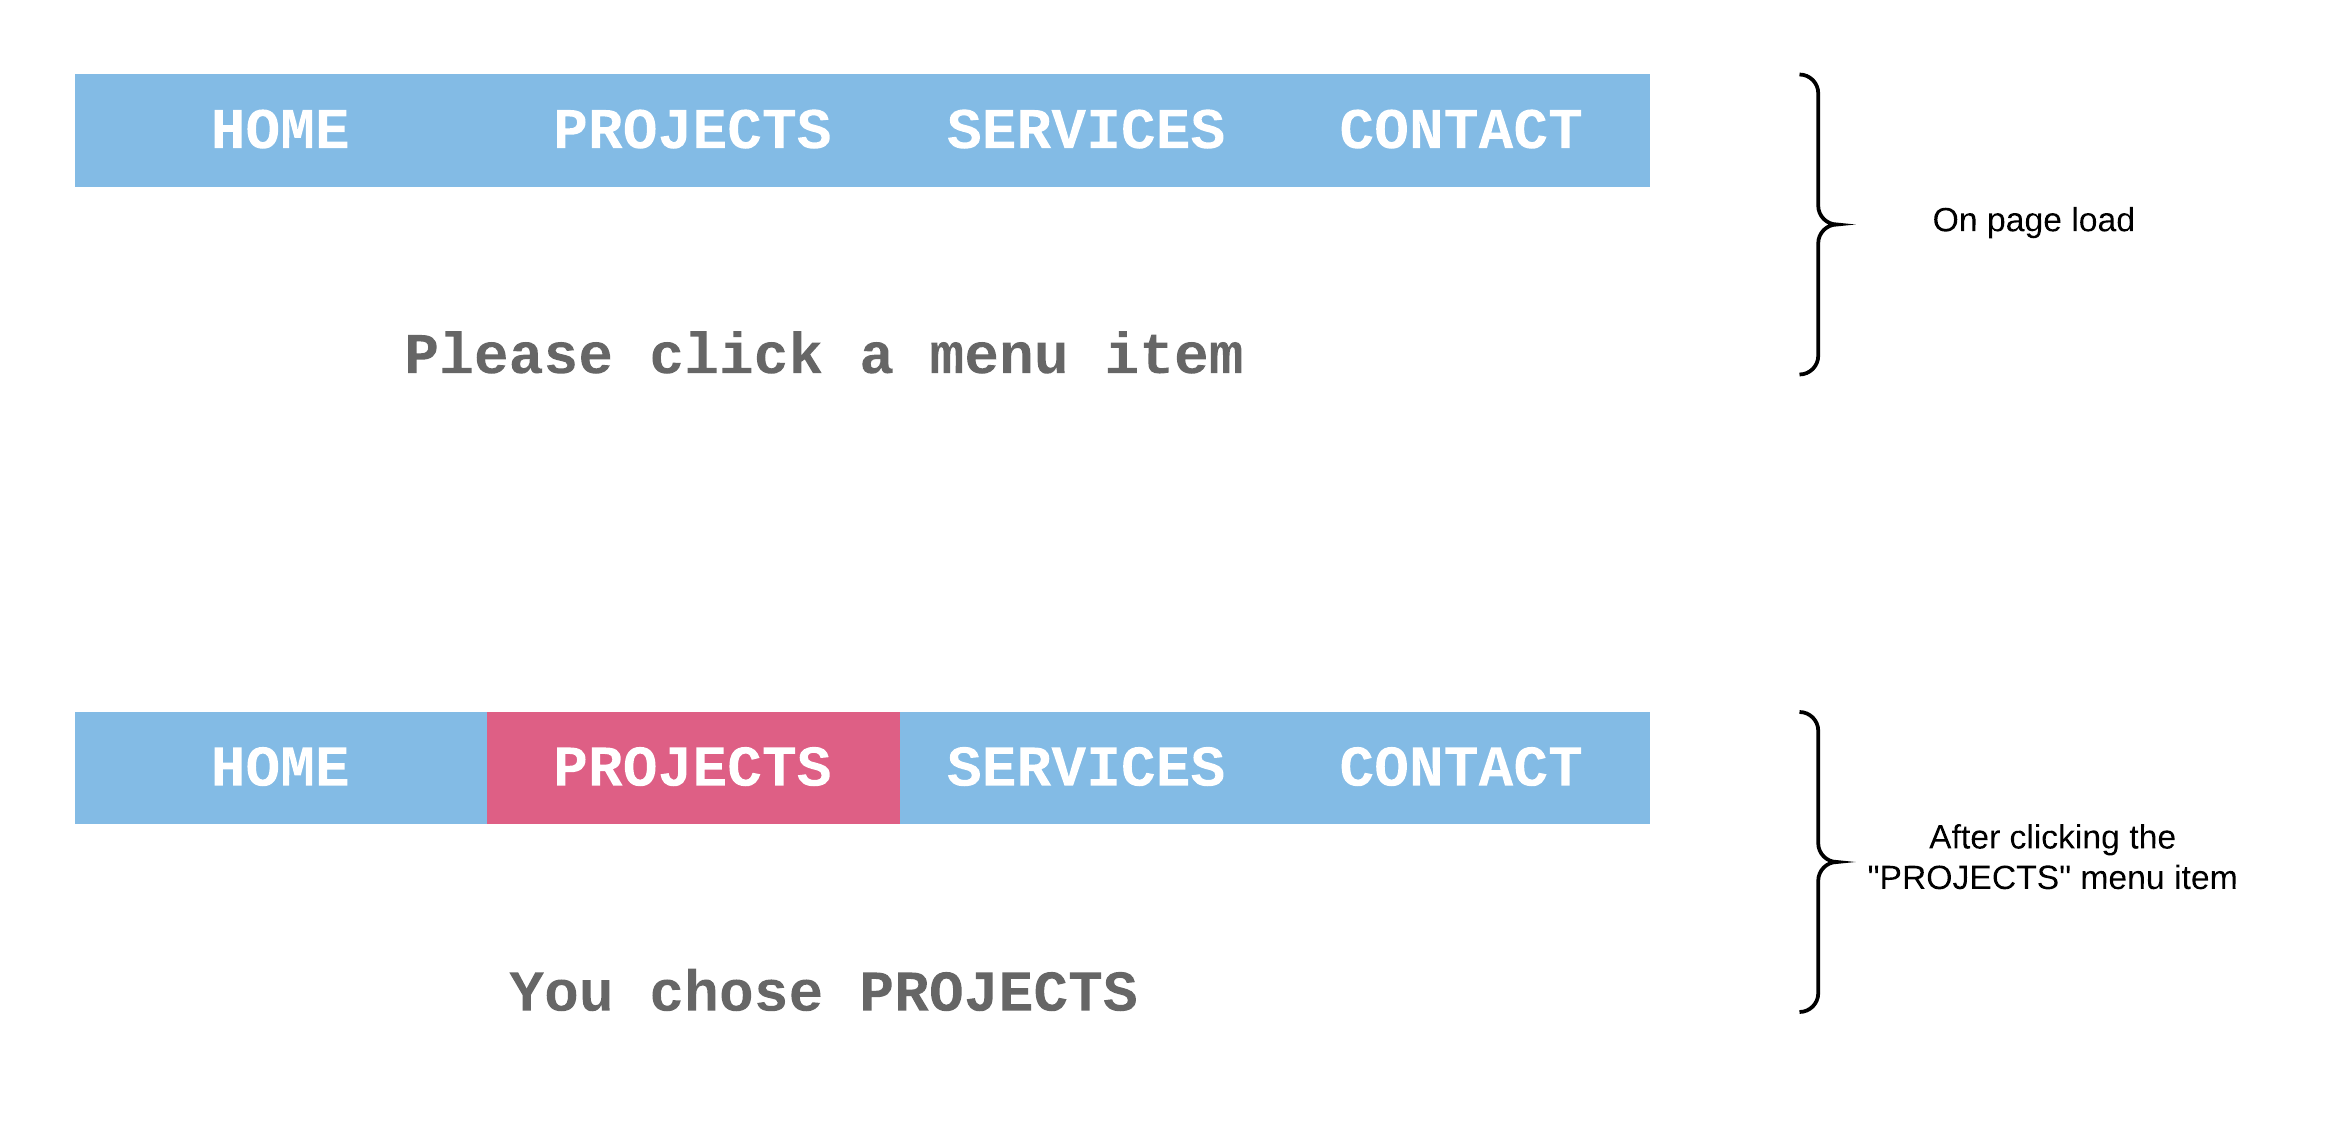 HOME PROJECTS SERVICES CONTACT
On page load
Please click a menu item
HOME PROJECTS SERVICES CONTACT
After clicking the
"PROJECTS" menu item
You chose PROJECTS